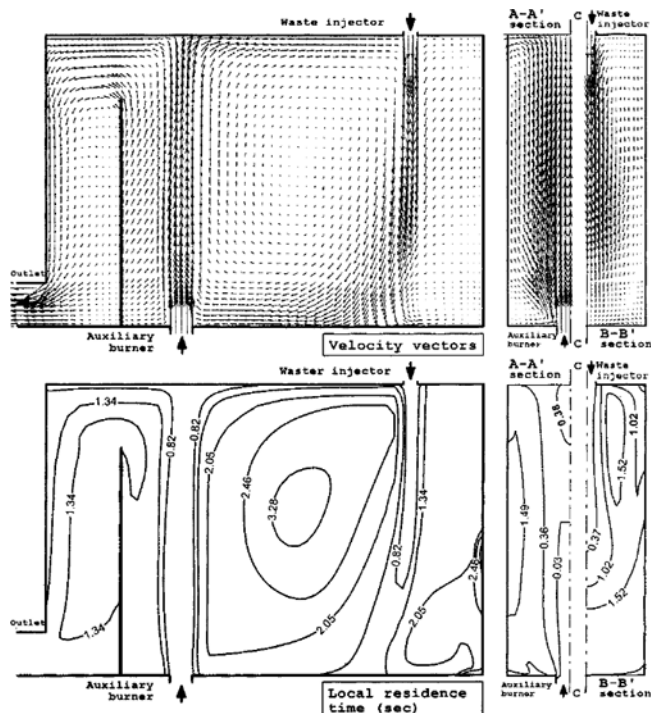 Waste injector
A-A' section
C
Waste injector
Outlet
Auxiliary burner
Velocity vectors
Auxiliary burner
C
B-B' section
Waster injector
A-A' section
C
Waste injector
1.34
0.82
0.82
2.05
2.46
3.28
1.34
0.82
2.05
2.46
2.05
1.34
0.38
1.02
1.52
1.49
0.36
0.03
0.37
1.02
1.52
Outlet
Auxiliary burner
Local residence time (sec)
Auxiliary burner
C
B-B' section